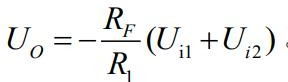 U_O = -\frac{R_F}{R_1}(U_{i1} + U_{i2})。